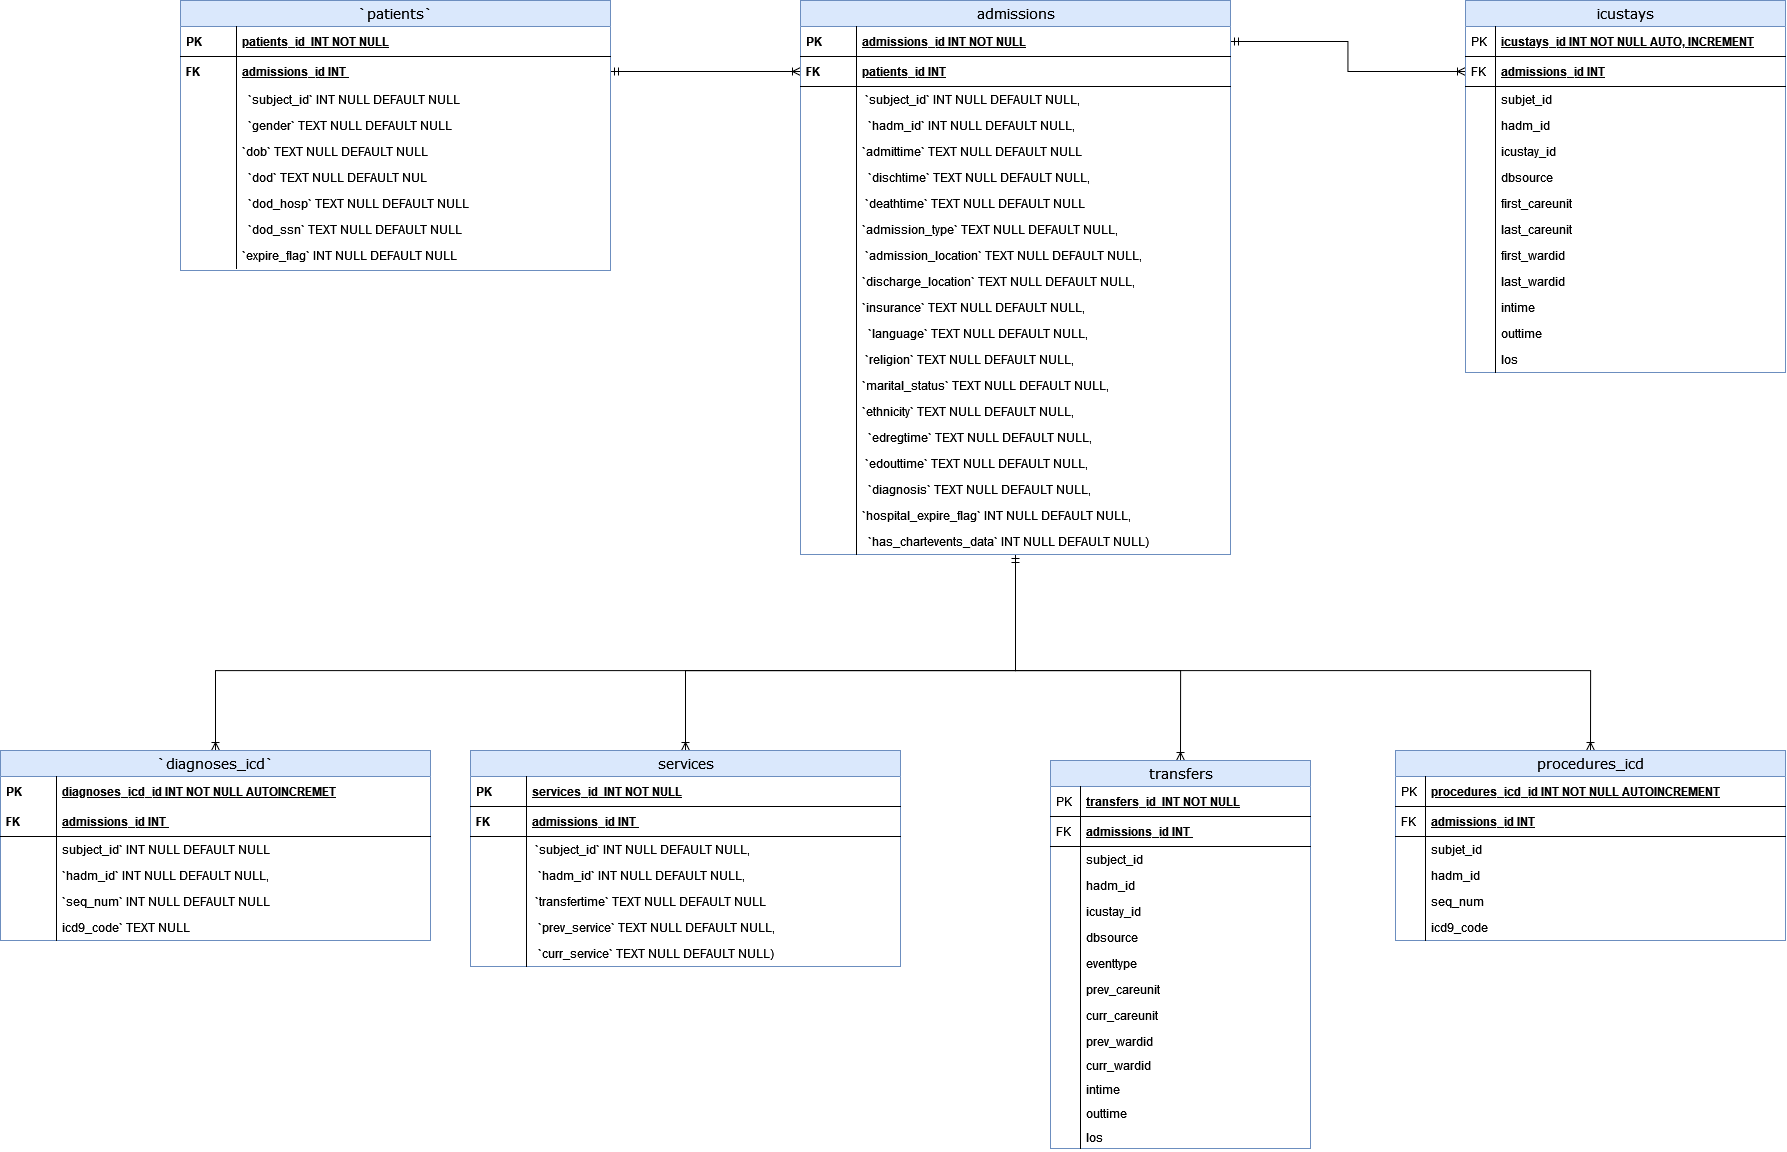 `patients`
PK patients_id INT NOT NULL
FK admissions_id INT
`subject_id` INT NULL DEFAULT NULL
`gender` TEXT NULL DEFAULT NULL
`dob` TEXT NULL DEFAULT NULL
`dod` TEXT NULL DEFAULT NUL
`dod_hosp` TEXT NULL DEFAULT NULL
`dod_ssn` TEXT NULL DEFAULT NULL
`expire_flag` INT NULL DEFAULT NULL
admissions
PK admissions_id INT NOT NULL
FK patients_id INT
`subject_id` INT NULL DEFAULT NULL,
`hadm_id` INT NULL DEFAULT NULL,
`admittime` TEXT NULL DEFAULT NULL
`dischtime` TEXT NULL DEFAULT NULL,
`deathtime` TEXT NULL DEFAULT NULL
`admission_type` TEXT NULL DEFAULT NULL,
`admission_location` TEXT NULL DEFAULT NULL,
`discharge_location` TEXT NULL DEFAULT NULL,
`insurance` TEXT NULL DEFAULT NULL,
`language` TEXT NULL DEFAULT NULL,
`religion` TEXT NULL DEFAULT NULL,
`marital_status` TEXT NULL DEFAULT NULL,
`ethnicity` TEXT NULL DEFAULT NULL,
`edregtime` TEXT NULL DEFAULT NULL,
`edouttime` TEXT NULL DEFAULT NULL,
`diagnosis` TEXT NULL DEFAULT NULL,
`hospital_expire_flag` INT NULL DEFAULT NULL,
`has_chartevents_data` INT NULL DEFAULT NULL)
icustays
PK icustays_id INT NOT NULL AUTO, INCREMENT
FK admissions_id INT
subjet_id
hadm_id
icustay_id
dbsource
first_careunit
last_careunit
first_wardid
last_wardid
intime
outtime
los
`diagnoses_icd`
PK diagnoses_icd_id INT NOT NULL AUTOINCREMET
FK admissions_id INT
subject_id` INT NULL DEFAULT NULL
`hadm_id` INT NULL DEFAULT NULL,
`seq_num` INT NULL DEFAULT NULL
icd9_code` TEXT NULL
services
PK services_id INT NOT NULL
FK admissions_id INT
`subject_id` INT NULL DEFAULT NULL,
`hadm_id` INT NULL DEFAULT NULL,
`transfertime` TEXT NULL DEFAULT NULL
`prev_service` TEXT NULL DEFAULT NULL,
`curr_service` TEXT NULL DEFAULT NULL)
transfers
PK transfers_id INT NOT NULL
FK admissions_id INT
subject_id
hadm_id
icustay_id
dbsource
eventtype
prev_careunit
curr_careunit
prev_wardid
curr_wardid
intime
outtime
los
procedures_icd
PK procedures_icd_id INT NOT NULL AUTOINCREMENT
FK admissions_id INT
subjet_id
hadm_id
seq_num
icd9_code